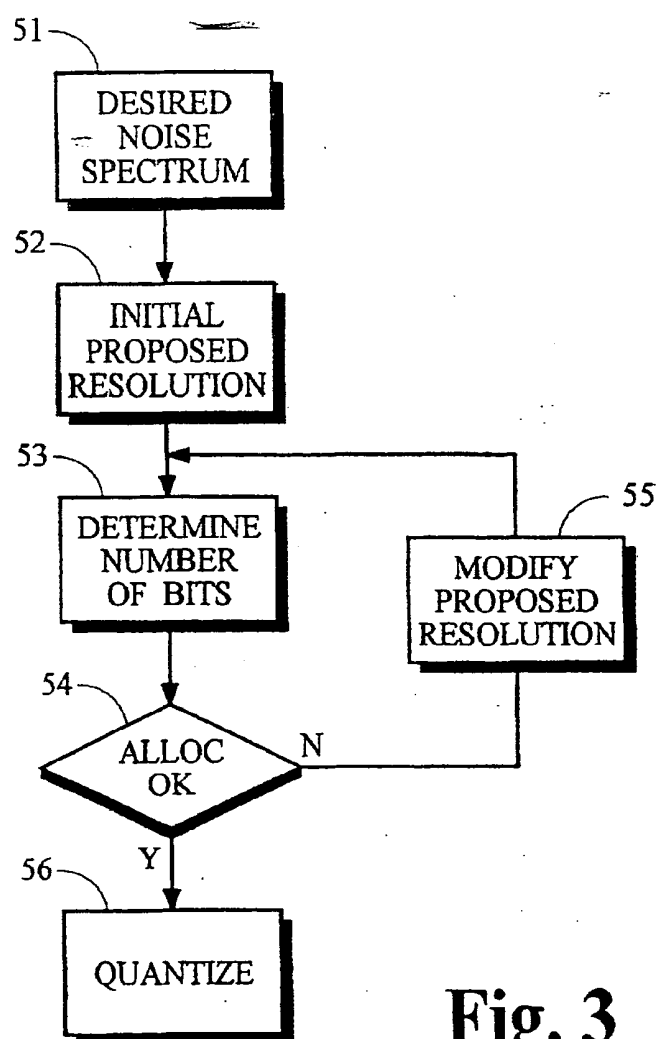 51
DESIRED
NOISE
SPECTRUM
52
INITIAL
PROPOSED
RESOLUTION
53
DETERMINE
NUMBER
OF BITS
55
MODIFY
PROPOSED
RESOLUTION
54
ALLOC
OK
N
Y
56
QUANTIZE
Fig. 3